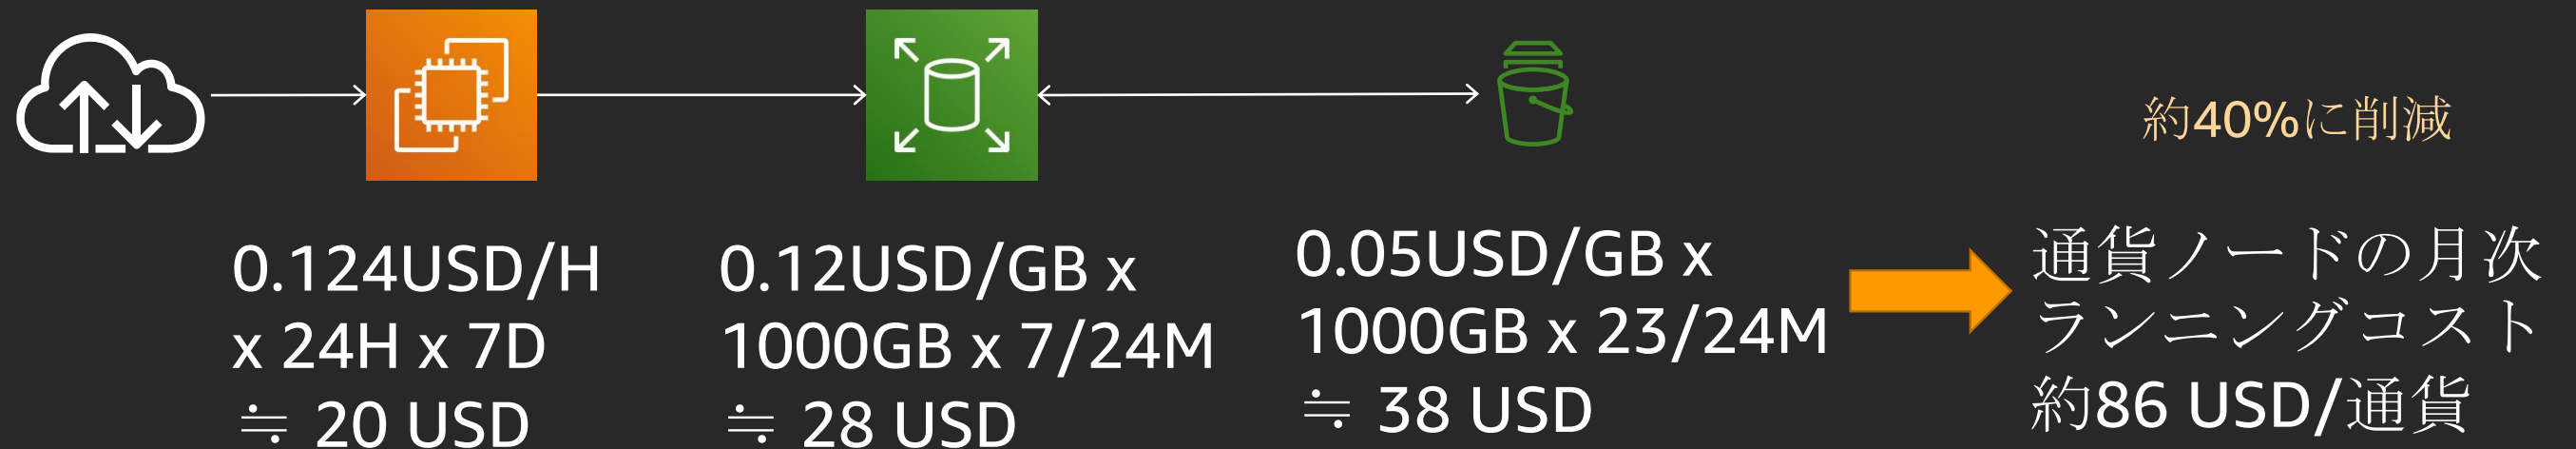 約40%に削減
0.124USD/H
x 24H x 7D
≒ 20 USD
0.12USD/GB x
1000GB x 7/24M
≒ 28 USD
0.05USD/GB x
1000GB x 23/24M
≒ 38 USD
通貨ノードの月次
ランニングコスト
約86 USD/通貨